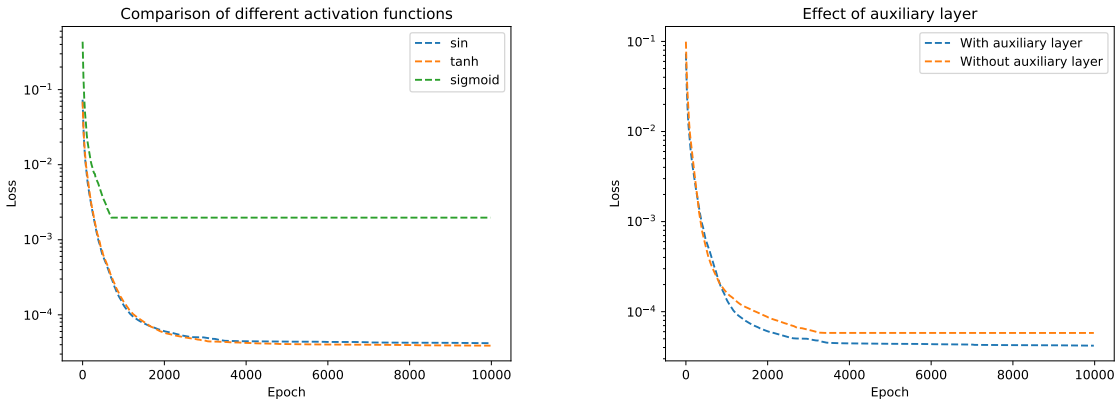 Comparison of different activation functions
Loss
10⁻¹
10⁻²
10⁻³
10⁻⁴
sin
tanh
sigmoid
0 2000 4000 6000 8000 10000
Epoch
Effect of auxiliary layer
Loss
10⁻¹
10⁻²
10⁻³
10⁻⁴
With auxiliary layer
Without auxiliary layer
0 2000 4000 6000 8000 10000
Epoch